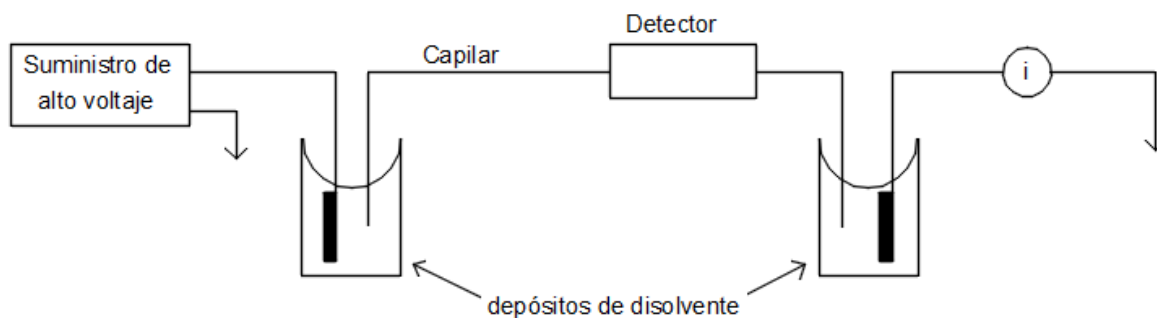 Detector
Suministro de
alto voltaje
Capilar
i
depósitos de disolvente